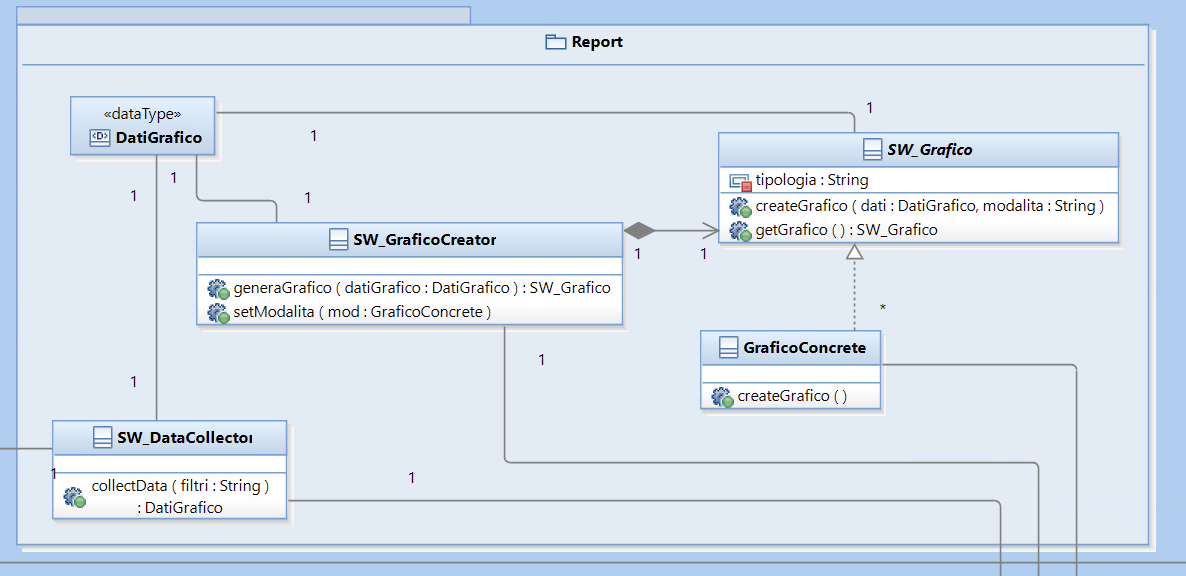 Report
«dataType»
DatiGrafico
1
1
1
1
1
SW_Grafico
tipologia : String
createGrafico ( dati : DatiGrafico, modalita : String )
getGrafico ( ) : SW_Grafico
SW_GraficoCreator
generaGrafico ( datiGrafico : DatiGrafico ) : SW_Grafico
setModalita ( mod : GraficoConcrete )
1
1
*
GraficoConcrete
createGrafico ( )
1
1
SW_DataCollector
1
collectData ( filtri : String )
: DatiGrafico
1